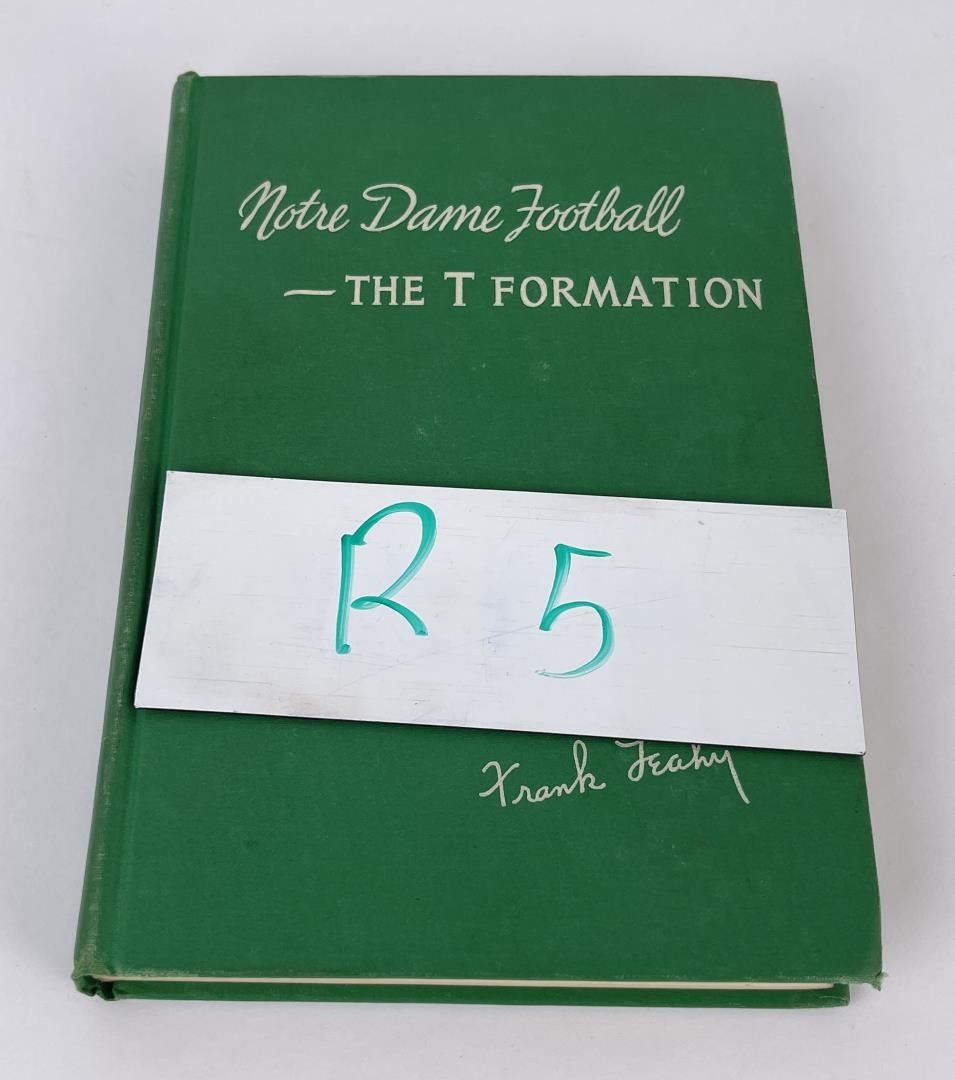 Notre Dame Football
—THE T FORMATION
R 5
Frank Leahy